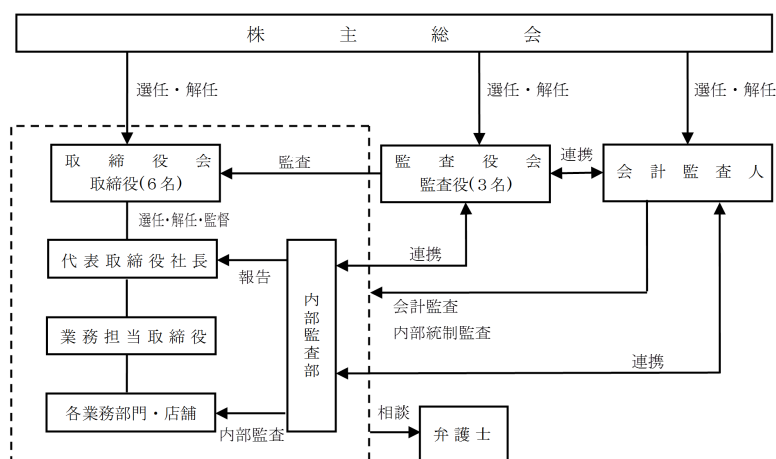 株主総会
選任・解任
選任・解任
選任・解任
取締役会
取締役(6名)
監査
監査役会
監査役(3名)
連携
会計監査人
選任・解任・監督
代表取締役社長
報告
内部監査部
連携
会計監査
内部統制監査
業務担当取締役
連携
各業務部門・店舗
内部監査
相談
弁護士